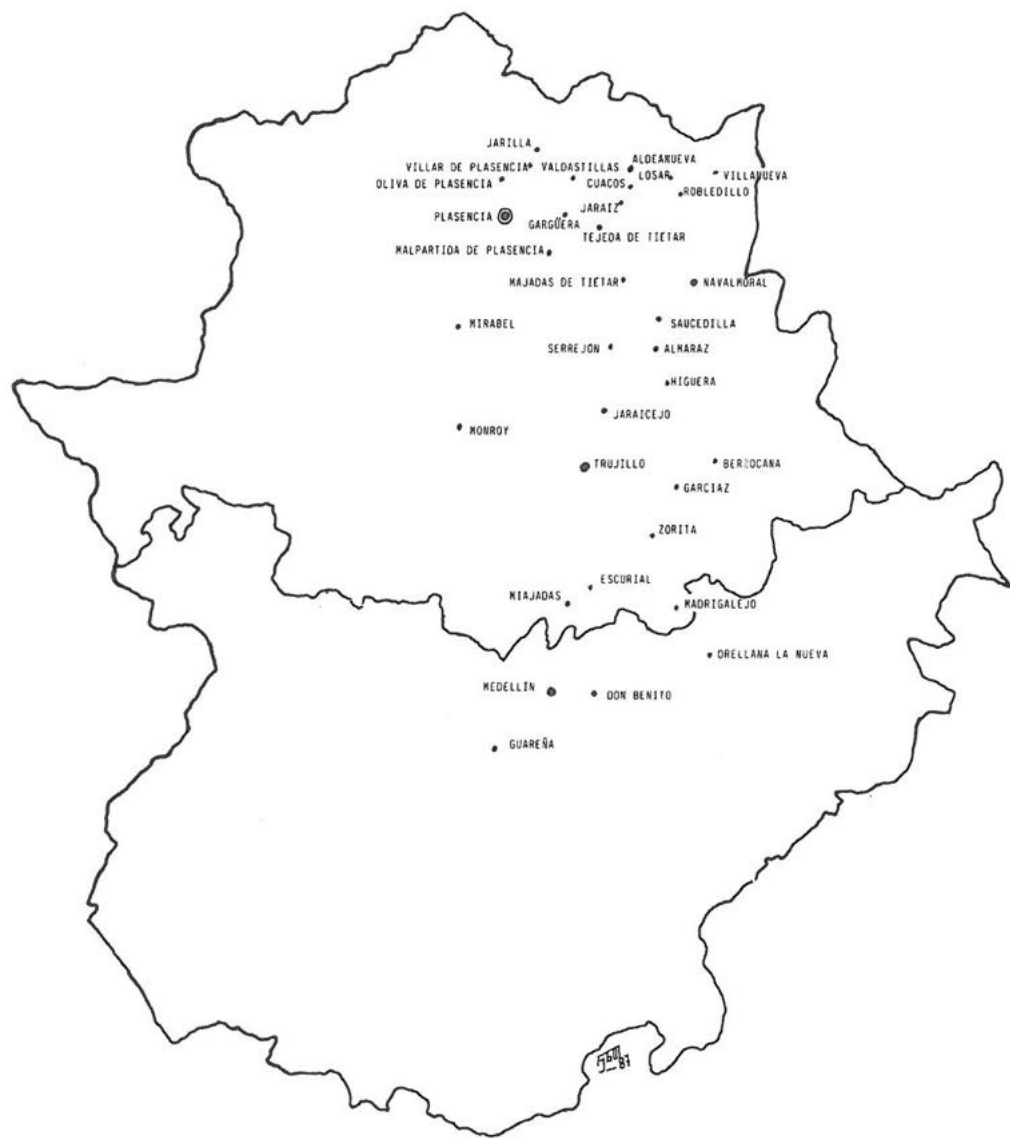 JARILLA
VILLAR DE PLASENCIA
VALDASTILLAS
ALDEANUEVA
OLIVA DE PLASENCIA
CUACOS
LOSAR
VILLANUEVA
ROBLEDILLO
JARAIZ
PLASENCIA
GARGÜERA
TEJEDA DE TIETAR
MALPARTIDA DE PLASENCIA
MAJADAS DE TIETAR
NAVALMORAL
MIRABEL
SAUCEDILLA
SERREJON
ALMARAZ
HIGUERA
JARAICEJO
MONROY
TRUJILLO
BERZOCANA
GARCIAZ
ZORITA
ESCURIAL
MIAJADAS
MADRIGALEJO
ORELLANA LA NUEVA
MEDELLIN
DON BENITO
GUAREÑA
87